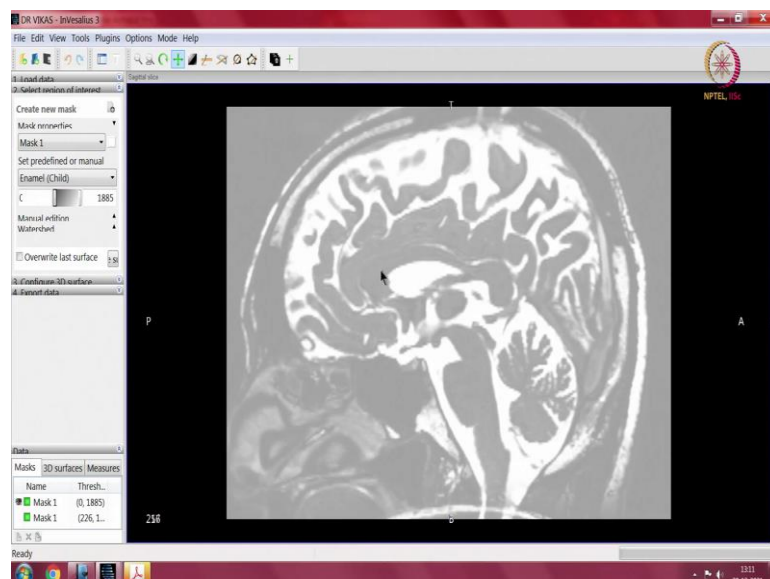 DR VIKAS - InVesalius 3
File Edit View Tools Plugins Options Mode Help
NPTEL, IISc
1. Load data
Sagital slice
2. Select region of interest
Create new mask
Mask properties
Mask 1
Set predefined or manual
Enamel (Child)
1885
Manual edition
Watershed
Overwrite last surface
3. Configure 3D surface
4. Export data
T
P
A
B
Data
Masks 3D surfaces Measures
Name Thresh...
Mask 1 (0, 1885)
Mask 1 (226, 1...
Ready
13:11